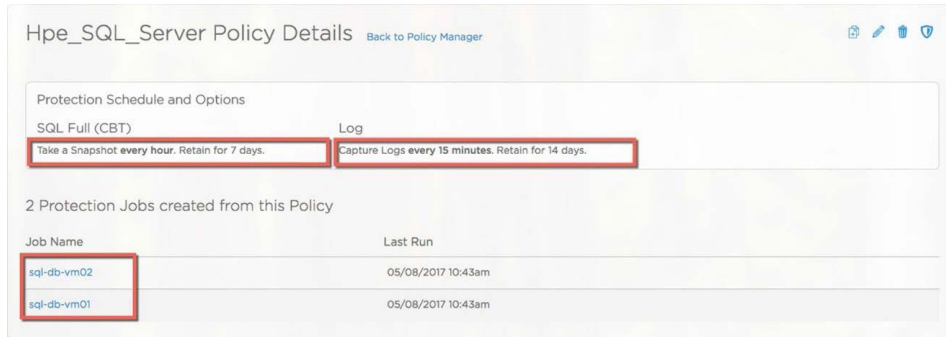 Hpe_SQL_Server Policy Details Back to Policy Manager
Protection Schedule and Options
SQL Full (CBT) Log
Take a Snapshot every hour. Retain for 7 days. Capture Logs every 15 minutes. Retain for 14 days.
2 Protection Jobs created from this Policy
Job Name Last Run
sql-db-vm02 05/08/2017 10:43am
sql-db-vm01 05/08/2017 10:43am